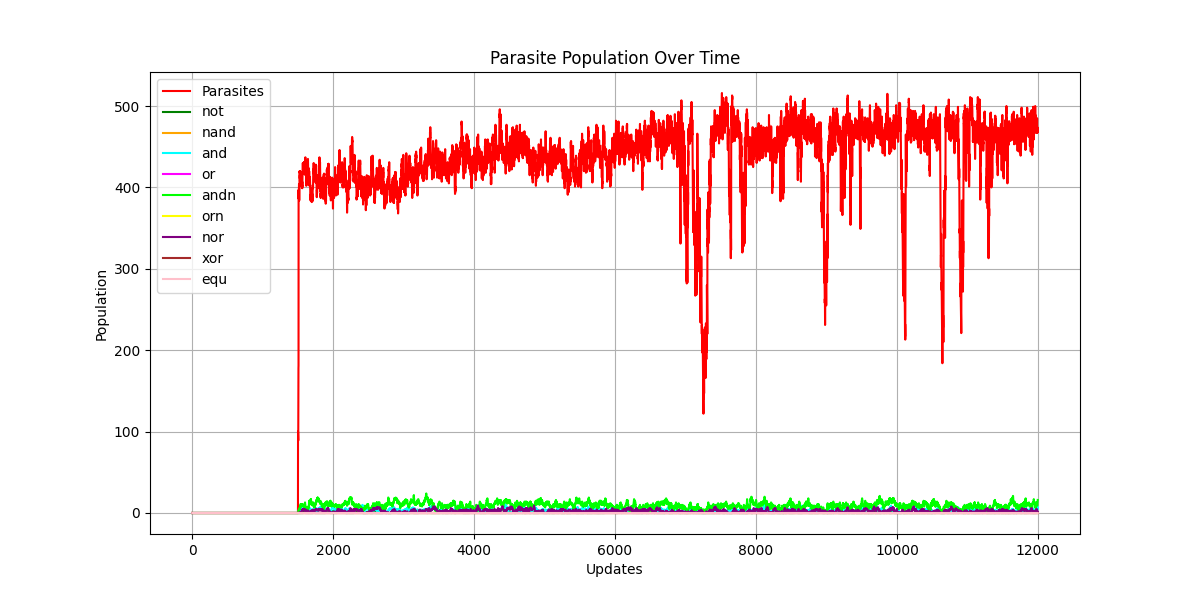 Parasite Population Over Time
Population
500
400
300
200
100
0
Parasites
not
nand
and
or
andn
orn
nor
xor
equ
0 2000 4000 6000 8000 10000 12000
Updates